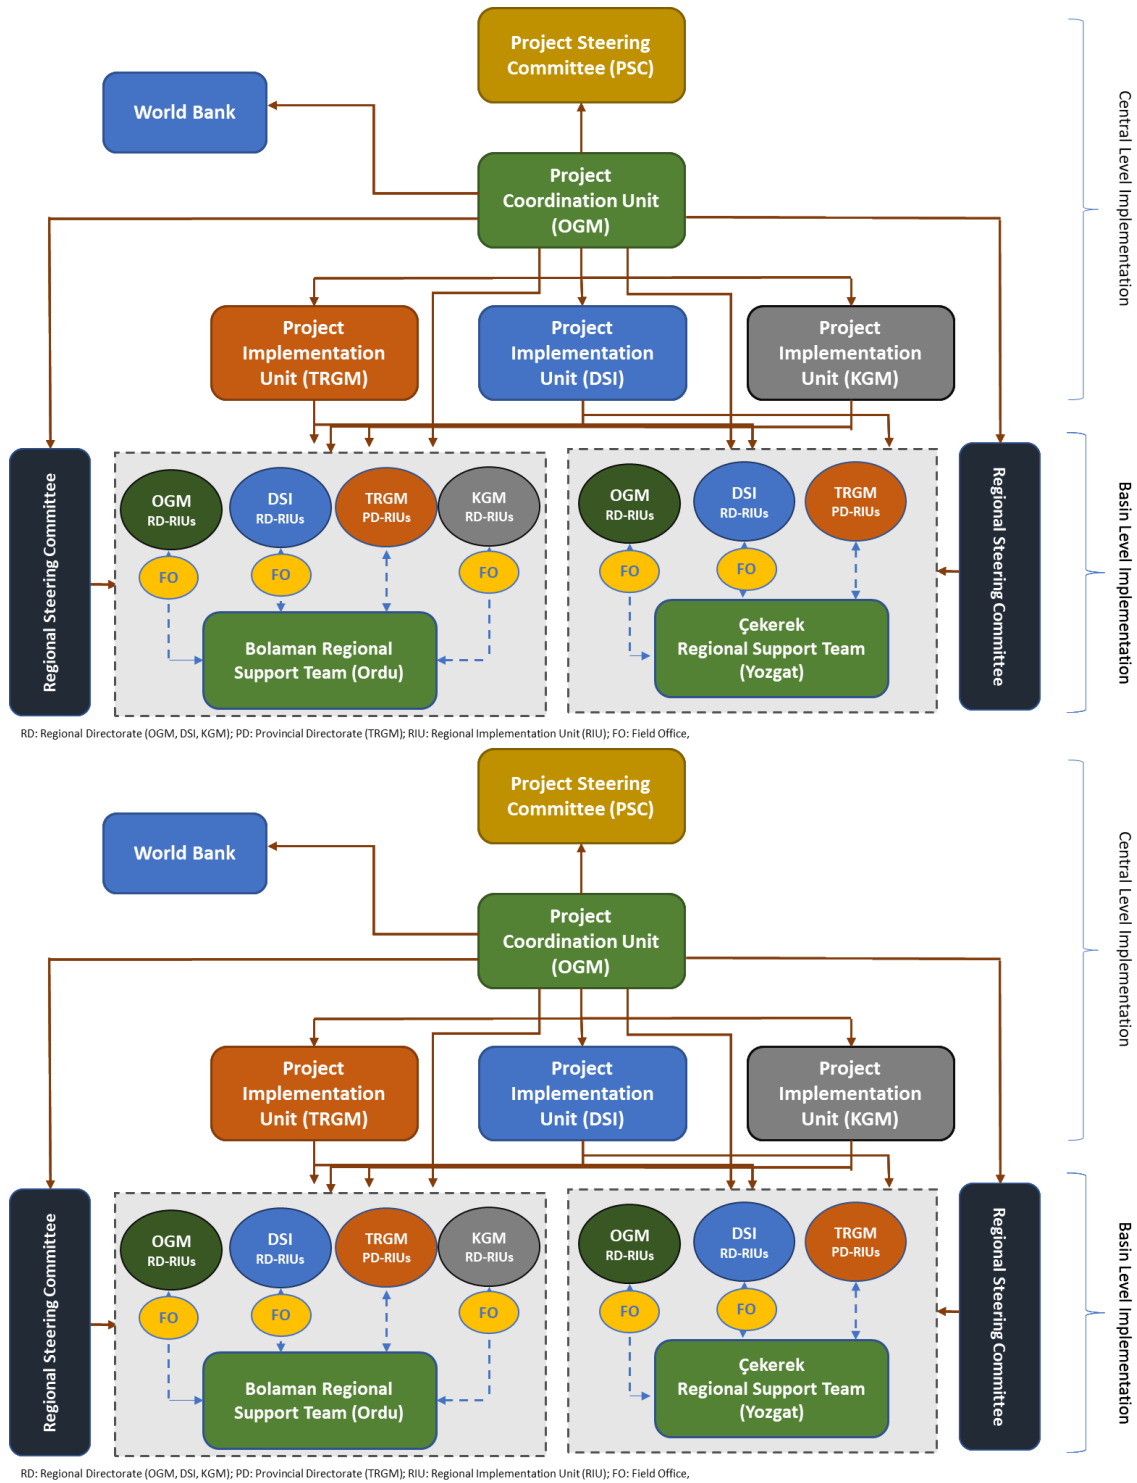 Project Steering
Committee (PSC)
World Bank
Project
Coordination Unit
(OGM)
Central Level Implementation
Project
Implementation
Unit (TRGM)
Project
Implementation
Unit (DSI)
Project
Implementation
Unit (KGM)
Regional Steering Committee
OGM
RD-RIUs
DSI
RD-RIUs
TRGM
PD-RIUs
KGM
RD-RIUs
FO
FO
FO
Bolaman Regional
Support Team (Ordu)
OGM
RD-RIUs
DSI
RD-RIUs
TRGM
PD-RIUs
FO
FO
Çekerek
Regional Support Team
(Yozgat)
Regional Steering Committee
Basin Level Implementation
RD: Regional Directorate (OGM, DSI, KGM); PD: Provincial Directorate (TRGM); RIU: Regional Implementation Unit (RIU); FO: Field Office,
Project Steering
Committee (PSC)
World Bank
Project
Coordination Unit
(OGM)
Central Level Implementation
Project
Implementation
Unit (TRGM)
Project
Implementation
Unit (DSI)
Project
Implementation
Unit (KGM)
Regional Steering Committee
OGM
RD-RIUs
DSI
RD-RIUs
TRGM
PD-RIUs
KGM
RD-RIUs
FO
FO
FO
Bolaman Regional
Support Team (Ordu)
OGM
RD-RIUs
DSI
RD-RIUs
TRGM
PD-RIUs
FO
FO
Çekerek
Regional Support Team
(Yozgat)
Regional Steering Committee
Basin Level Implementation
RD: Regional Directorate (OGM, DSI, KGM); PD: Provincial Directorate (TRGM); RIU: Regional Implementation Unit (RIU); FO: Field Office,